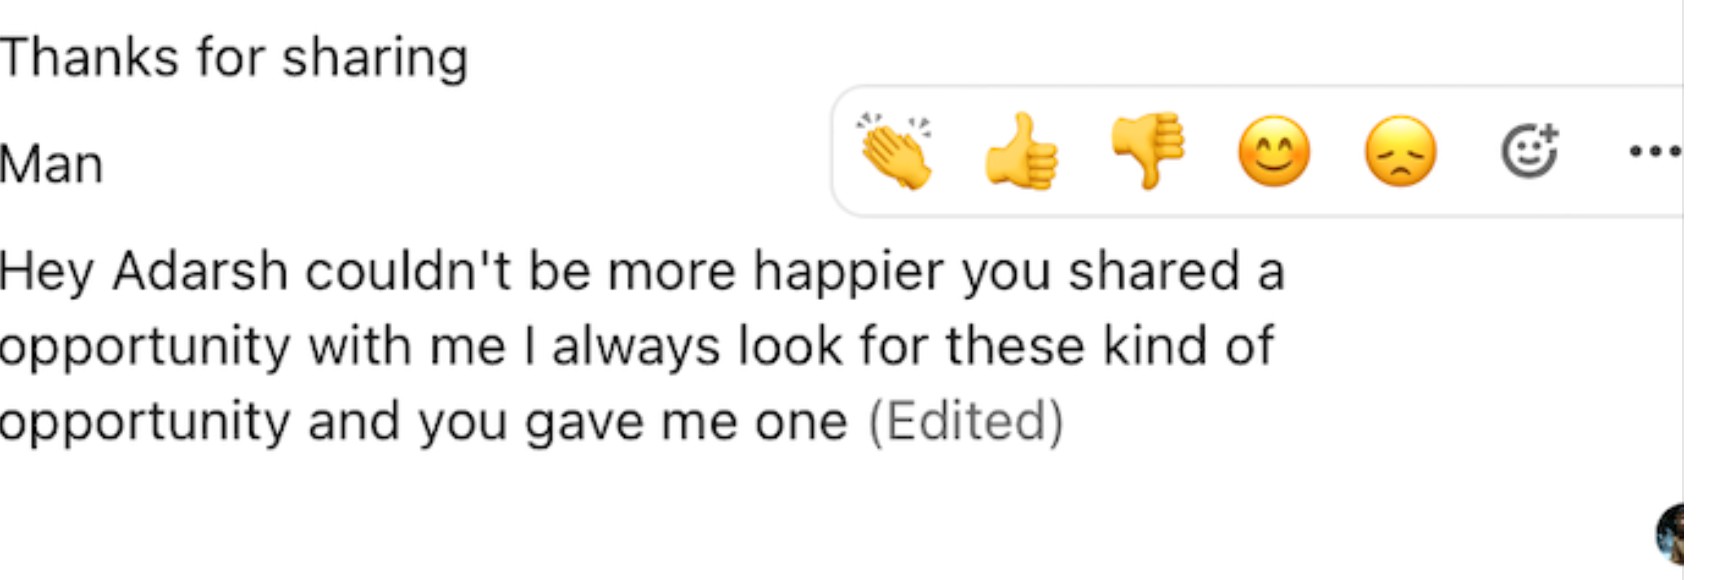 Thanks for sharing
Man
Hey Adarsh couldn't be more happier you shared a
opportunity with me I always look for these kind of
opportunity and you gave me one (Edited)